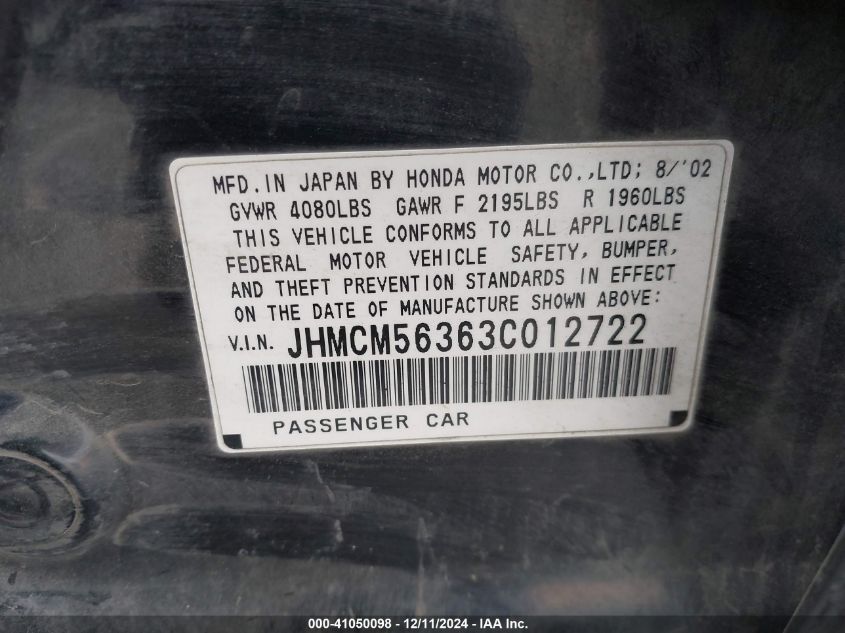 MFD.IN JAPAN BY HONDA MOTOR CO.,LTD; 8/'02
GVWR 4080LBS GAWR F 2195LBS R 1960LBS
THIS VEHICLE CONFORMS TO ALL APPLICABLE
FEDERAL MOTOR VEHICLE SAFETY, BUMPER,
AND THEFT PREVENTION STANDARDS IN EFFECT
ON THE DATE OF MANUFACTURE SHOWN ABOVE:
V.I.N. JHMCM56363C012722
PASSENGER CAR
000-41050098 - 12/11/2024 - IAA Inc.